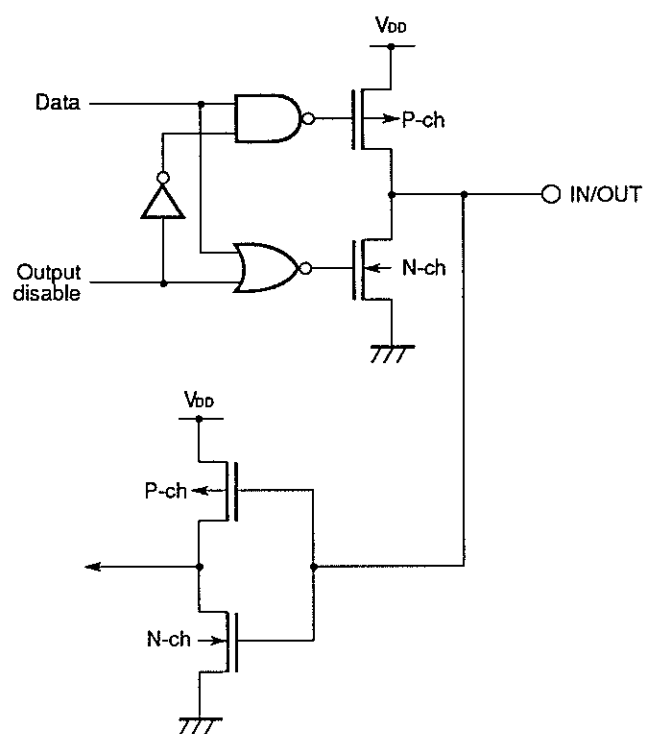 VDD
Data
P-ch
IN/OUT
N-ch
Output
disable
VDD
P-ch
N-ch